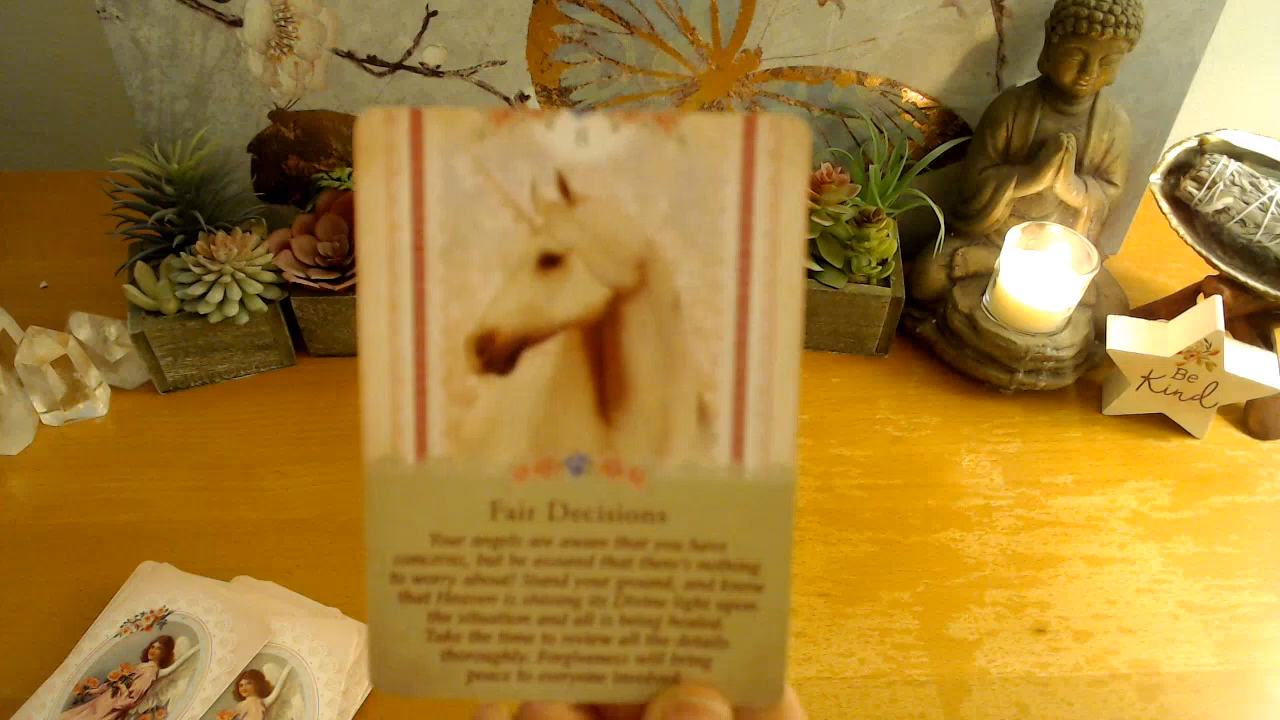 8
Fair Decisions
Your angels are aware that you have
concerns, but be assured that there's nothing
to worry about! Stand your ground, and know
that Heaven is shining its Divine light upon
the situation and all is being healed.
Take the time to review all the details
thoroughly. Forgiveness will bring
peace to everyone involved.
Be
Kind